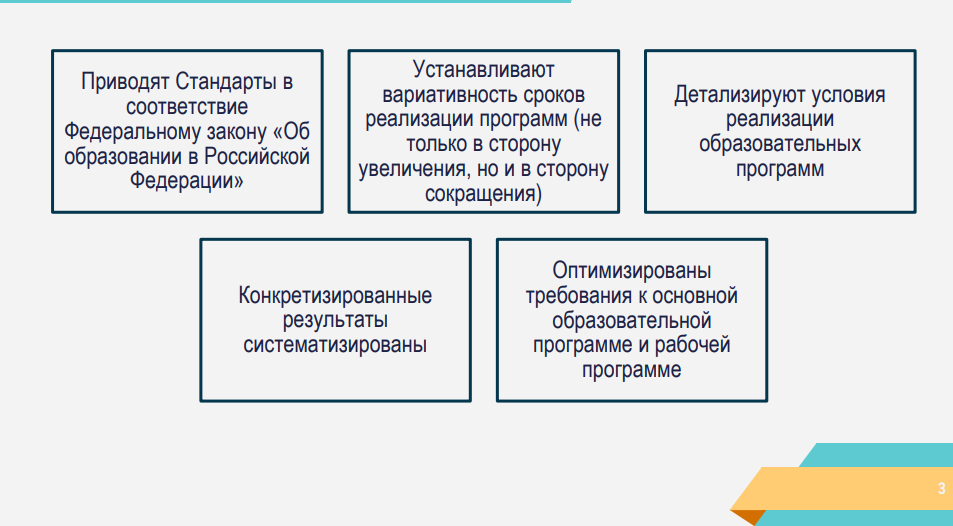 Приводят Стандарты в
соответствие
Федеральному закону «Об
образовании в Российской
Федерации»
Устанавливают
вариативность сроков
реализации программ (не
только в сторону
увеличения, но и в сторону
сокращения)
Детализируют условия
реализации
образовательных
программ
Конкретизированные
результаты
систематизированы
Оптимизированы
требования к основной
образовательной
программе и рабочей
программе
3